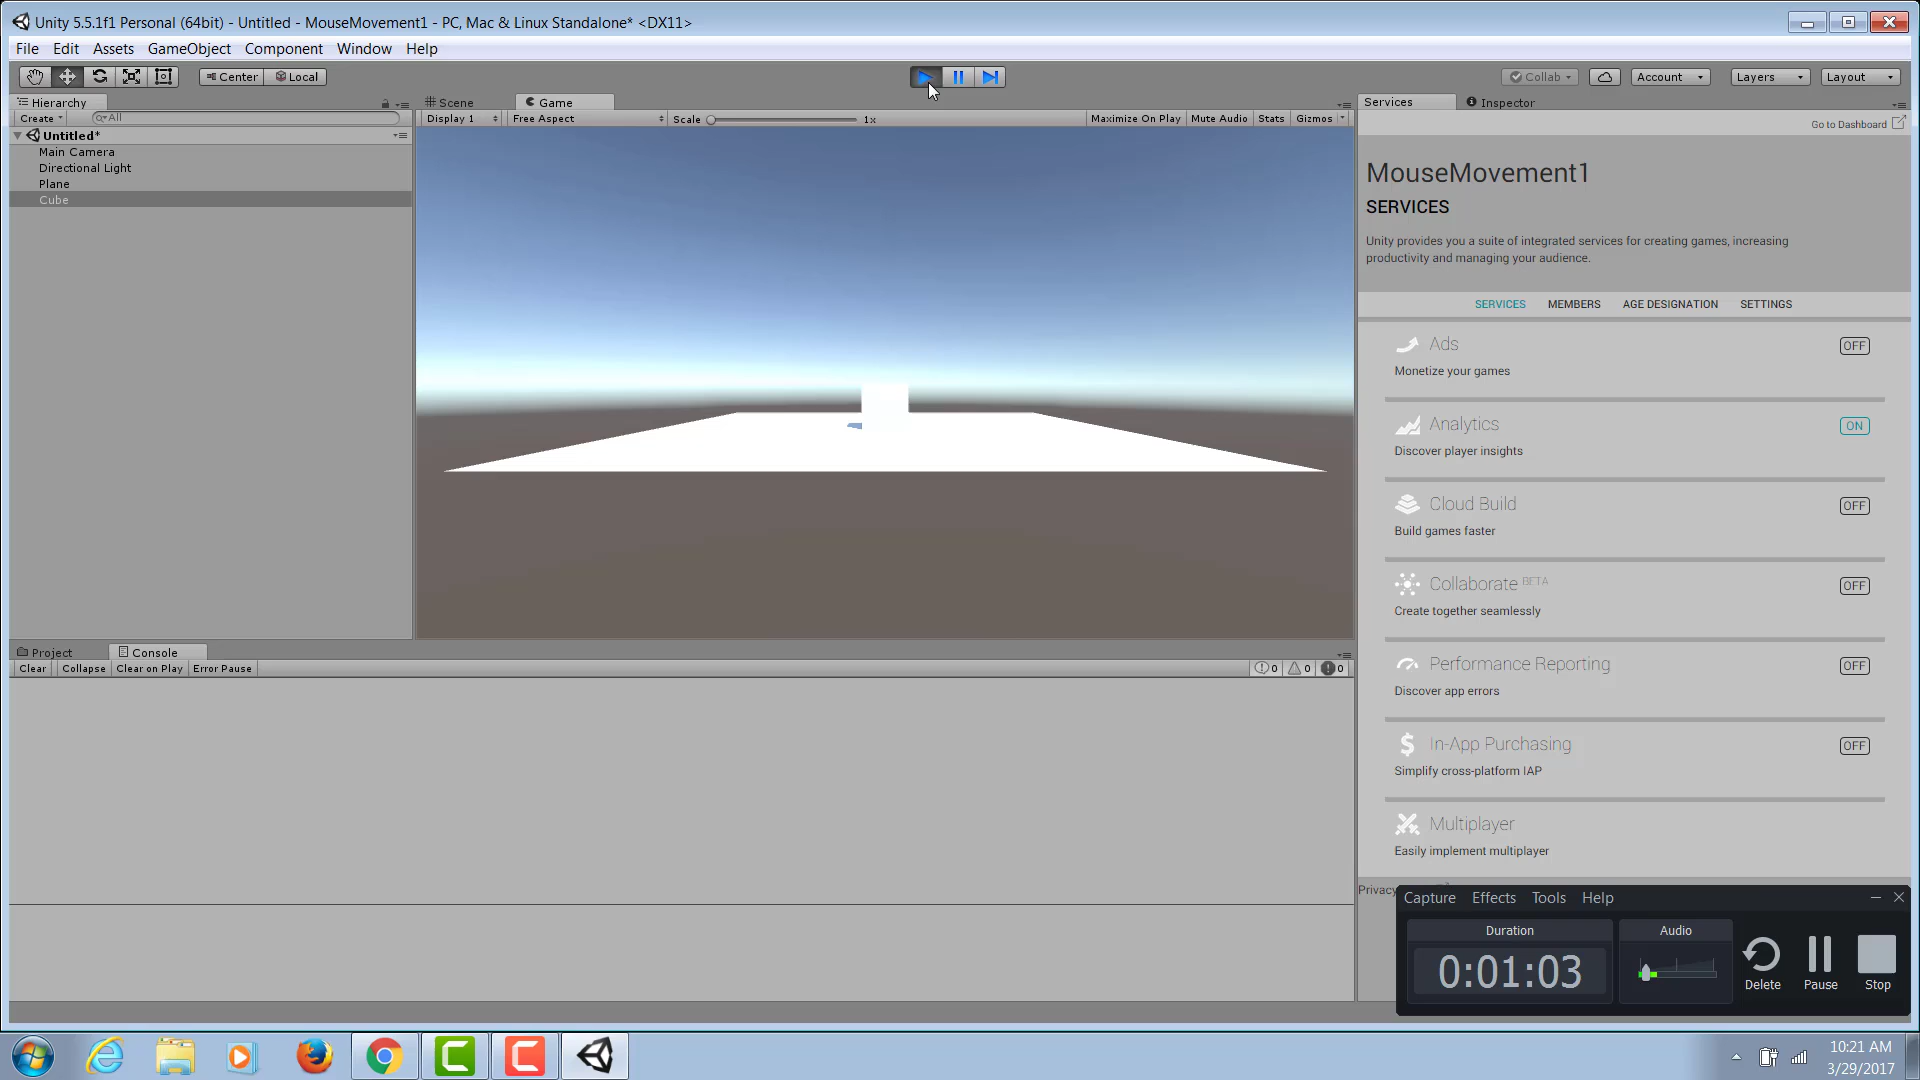 Unity 5.5.1f1 Personal (64bit) - Untitled - MouseMovement1 - PC, Mac & Linux Standalone* <DX11>
File Edit Assets GameObject Component Window Help
Center Local Collab Account Layers Layout
Hierarchy Scene Game Services Inspector
Create All Display 1 Free Aspect Scale 1x Maximize On Play Mute Audio Stats Gizmos
Go to Dashboard
Untitled*
Main Camera
Directional Light
Plane
Cube
MouseMovement1
SERVICES
Unity provides you a suite of integrated services for creating games, increasing
productivity and managing your audience.
SERVICES MEMBERS AGE DESIGNATION SETTINGS
Ads OFF
Monetize your games
Analytics ON
Discover player insights
Cloud Build OFF
Build games faster
Collaborate BETA OFF
Create together seamlessly
Project Console
Clear Collapse Clear on Play Error Pause 0 0 0
Performance Reporting OFF
Discover app errors
In-App Purchasing OFF
Simplify cross-platform IAP
Multiplayer
Easily implement multiplayer
Privacy
Capture Effects Tools Help
Duration Audio
0:01:03
Delete Pause Stop
10:21 AM
3/29/2017